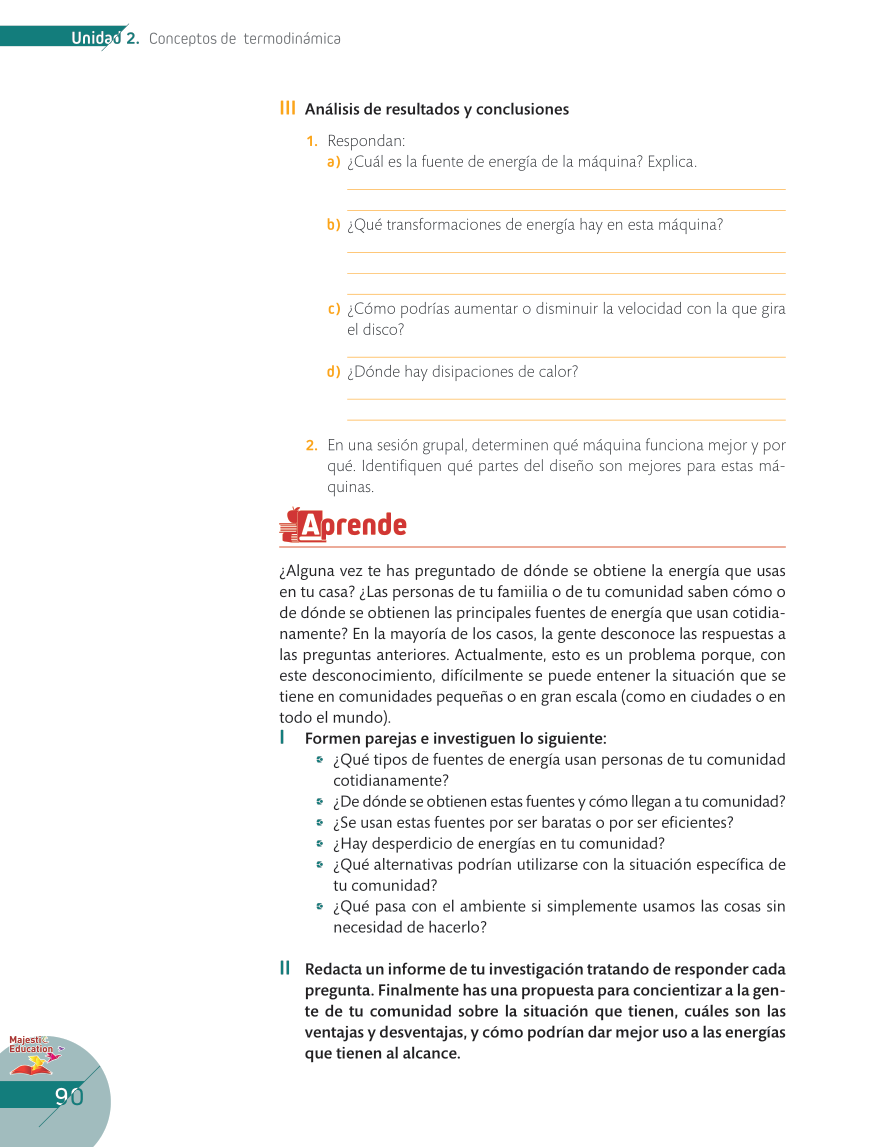 Unidad 2. Conceptos de termodinámica
III Análisis de resultados y conclusiones
1. Respondan:
a) ¿Cuál es la fuente de energía de la máquina? Explica.
b) ¿Qué transformaciones de energía hay en esta máquina?
c) ¿Cómo podrías aumentar o disminuir la velocidad con la que gira
el disco?
d) ¿Dónde hay disipaciones de calor?
2. En una sesión grupal, determinen qué máquina funciona mejor y por
qué. Identifiquen qué partes del diseño son mejores para estas má-
quinas.
Aprende
¿Alguna vez te has preguntado de dónde se obtiene la energía que usas
en tu casa? ¿Las personas de tu famiilia o de tu comunidad saben cómo o
de dónde se obtienen las principales fuentes de energía que usan cotidia-
namente? En la mayoría de los casos, la gente desconoce las respuestas a
las preguntas anteriores. Actualmente, esto es un problema porque, con
este desconocimiento, difícilmente se puede entener la situación que se
tiene en comunidades pequeñas o en gran escala (como en ciudades o en
todo el mundo).
I Formen parejas e investiguen lo siguiente:
¿Qué tipos de fuentes de energía usan personas de tu comunidad
cotidianamente?
¿De dónde se obtienen estas fuentes y cómo llegan a tu comunidad?
¿Se usan estas fuentes por ser baratas o por ser eficientes?
¿Hay desperdicio de energías en tu comunidad?
¿Qué alternativas podrían utilizarse con la situación específica de
tu comunidad?
¿Qué pasa con el ambiente si simplemente usamos las cosas sin
necesidad de hacerlo?
II Redacta un informe de tu investigación tratando de responder cada
pregunta. Finalmente has una propuesta para concientizar a la gen-
te de tu comunidad sobre la situación que tienen, cuáles son las
ventajas y desventajas, y cómo podrían dar mejor uso a las energías
que tienen al alcance.
Majestic
Education
90